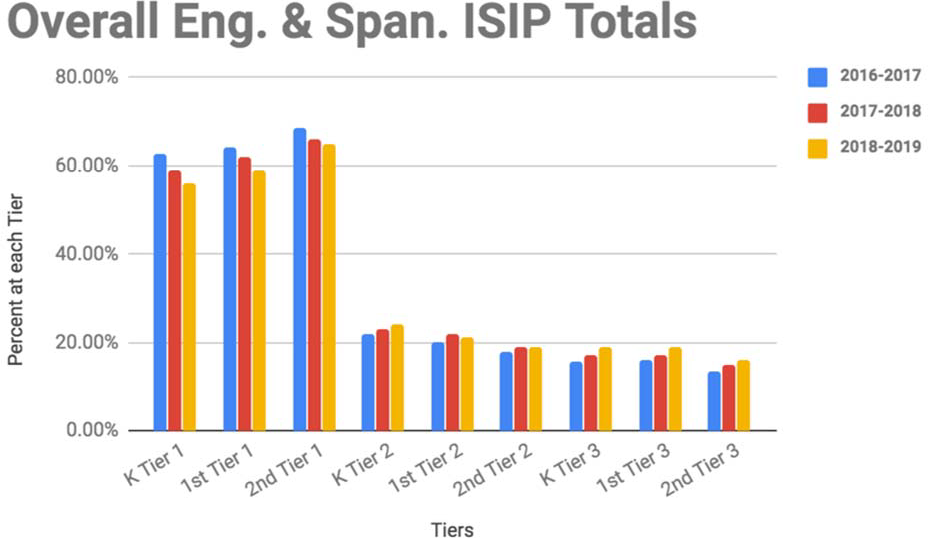 Overall Eng. & Span. ISIP Totals
80.00%
60.00%
40.00%
20.00%
0.00%
Percent at each Tier
K Tier 1
1st Tier 1
2nd Tier 1
K Tier 2
1st Tier 2
2nd Tier 2
K Tier 3
1st Tier 3
2nd Tier 3
Tiers
2016-2017
2017-2018
2018-2019